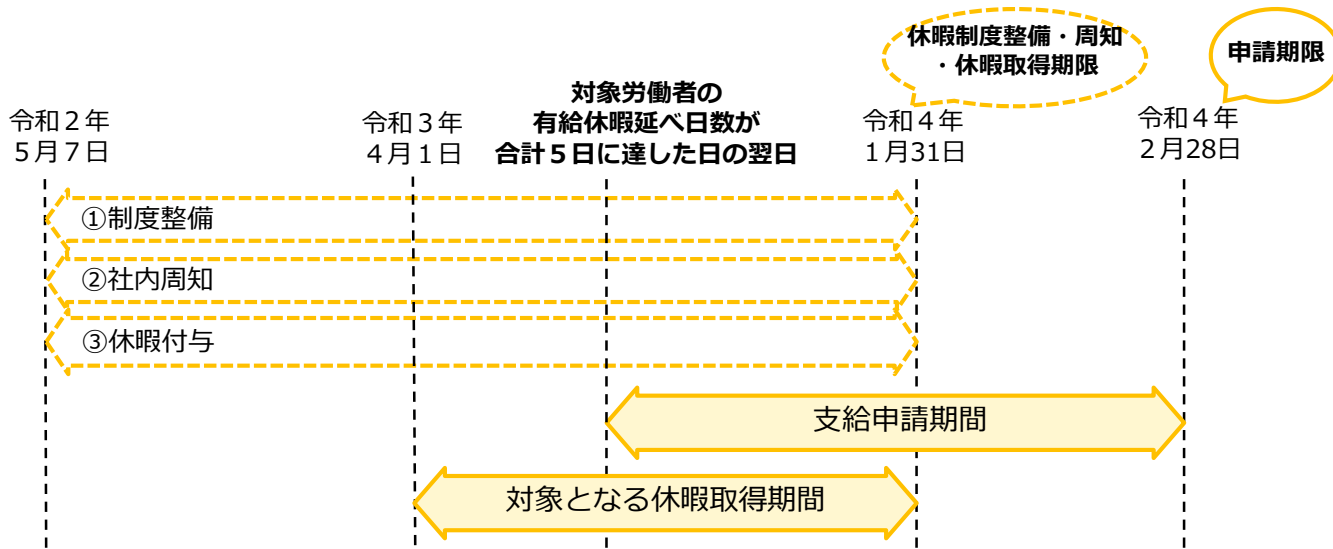 休暇制度整備・周知
・休暇取得期限
申請期限
令和２年
５月７日
令和３年
４月１日
対象労働者の
有給休暇延べ日数が
合計５日に達した日の翌日
令和４年
１月31日
令和４年
２月28日
①制度整備
②社内周知
③休暇付与
支給申請期間
対象となる休暇取得期間